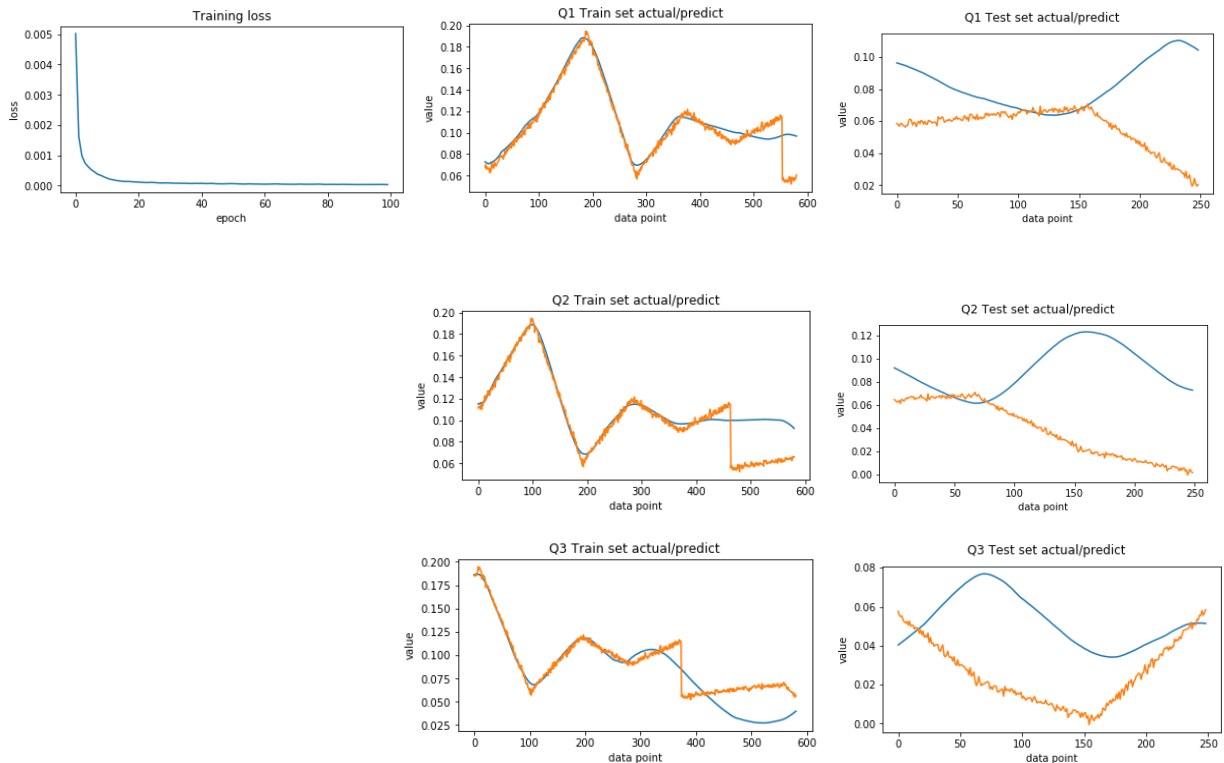 Training loss
0.005
0.004
0.003
0.002
0.001
0.000
loss
0 20 40 60 80 100
epoch
Q1 Train set actual/predict
0.20
0.18
0.16
0.14
0.12
0.10
0.08
0.06
value
0 100 200 300 400 500 600
data point
Q1 Test set actual/predict
0.10
0.08
0.06
0.04
0.02
value
0 50 100 150 200 250
data point
Q2 Train set actual/predict
0.20
0.18
0.16
0.14
0.12
0.10
0.08
0.06
value
0 100 200 300 400 500 600
data point
Q2 Test set actual/predict
0.12
0.10
0.08
0.06
0.04
0.02
0.00
value
0 50 100 150 200 250
data point
Q3 Train set actual/predict
0.200
0.175
0.150
0.125
0.100
0.075
0.050
0.025
value
0 100 200 300 400 500 600
data point
Q3 Test set actual/predict
0.08
0.06
0.04
0.02
0.00
value
0 50 100 150 200 250
data point